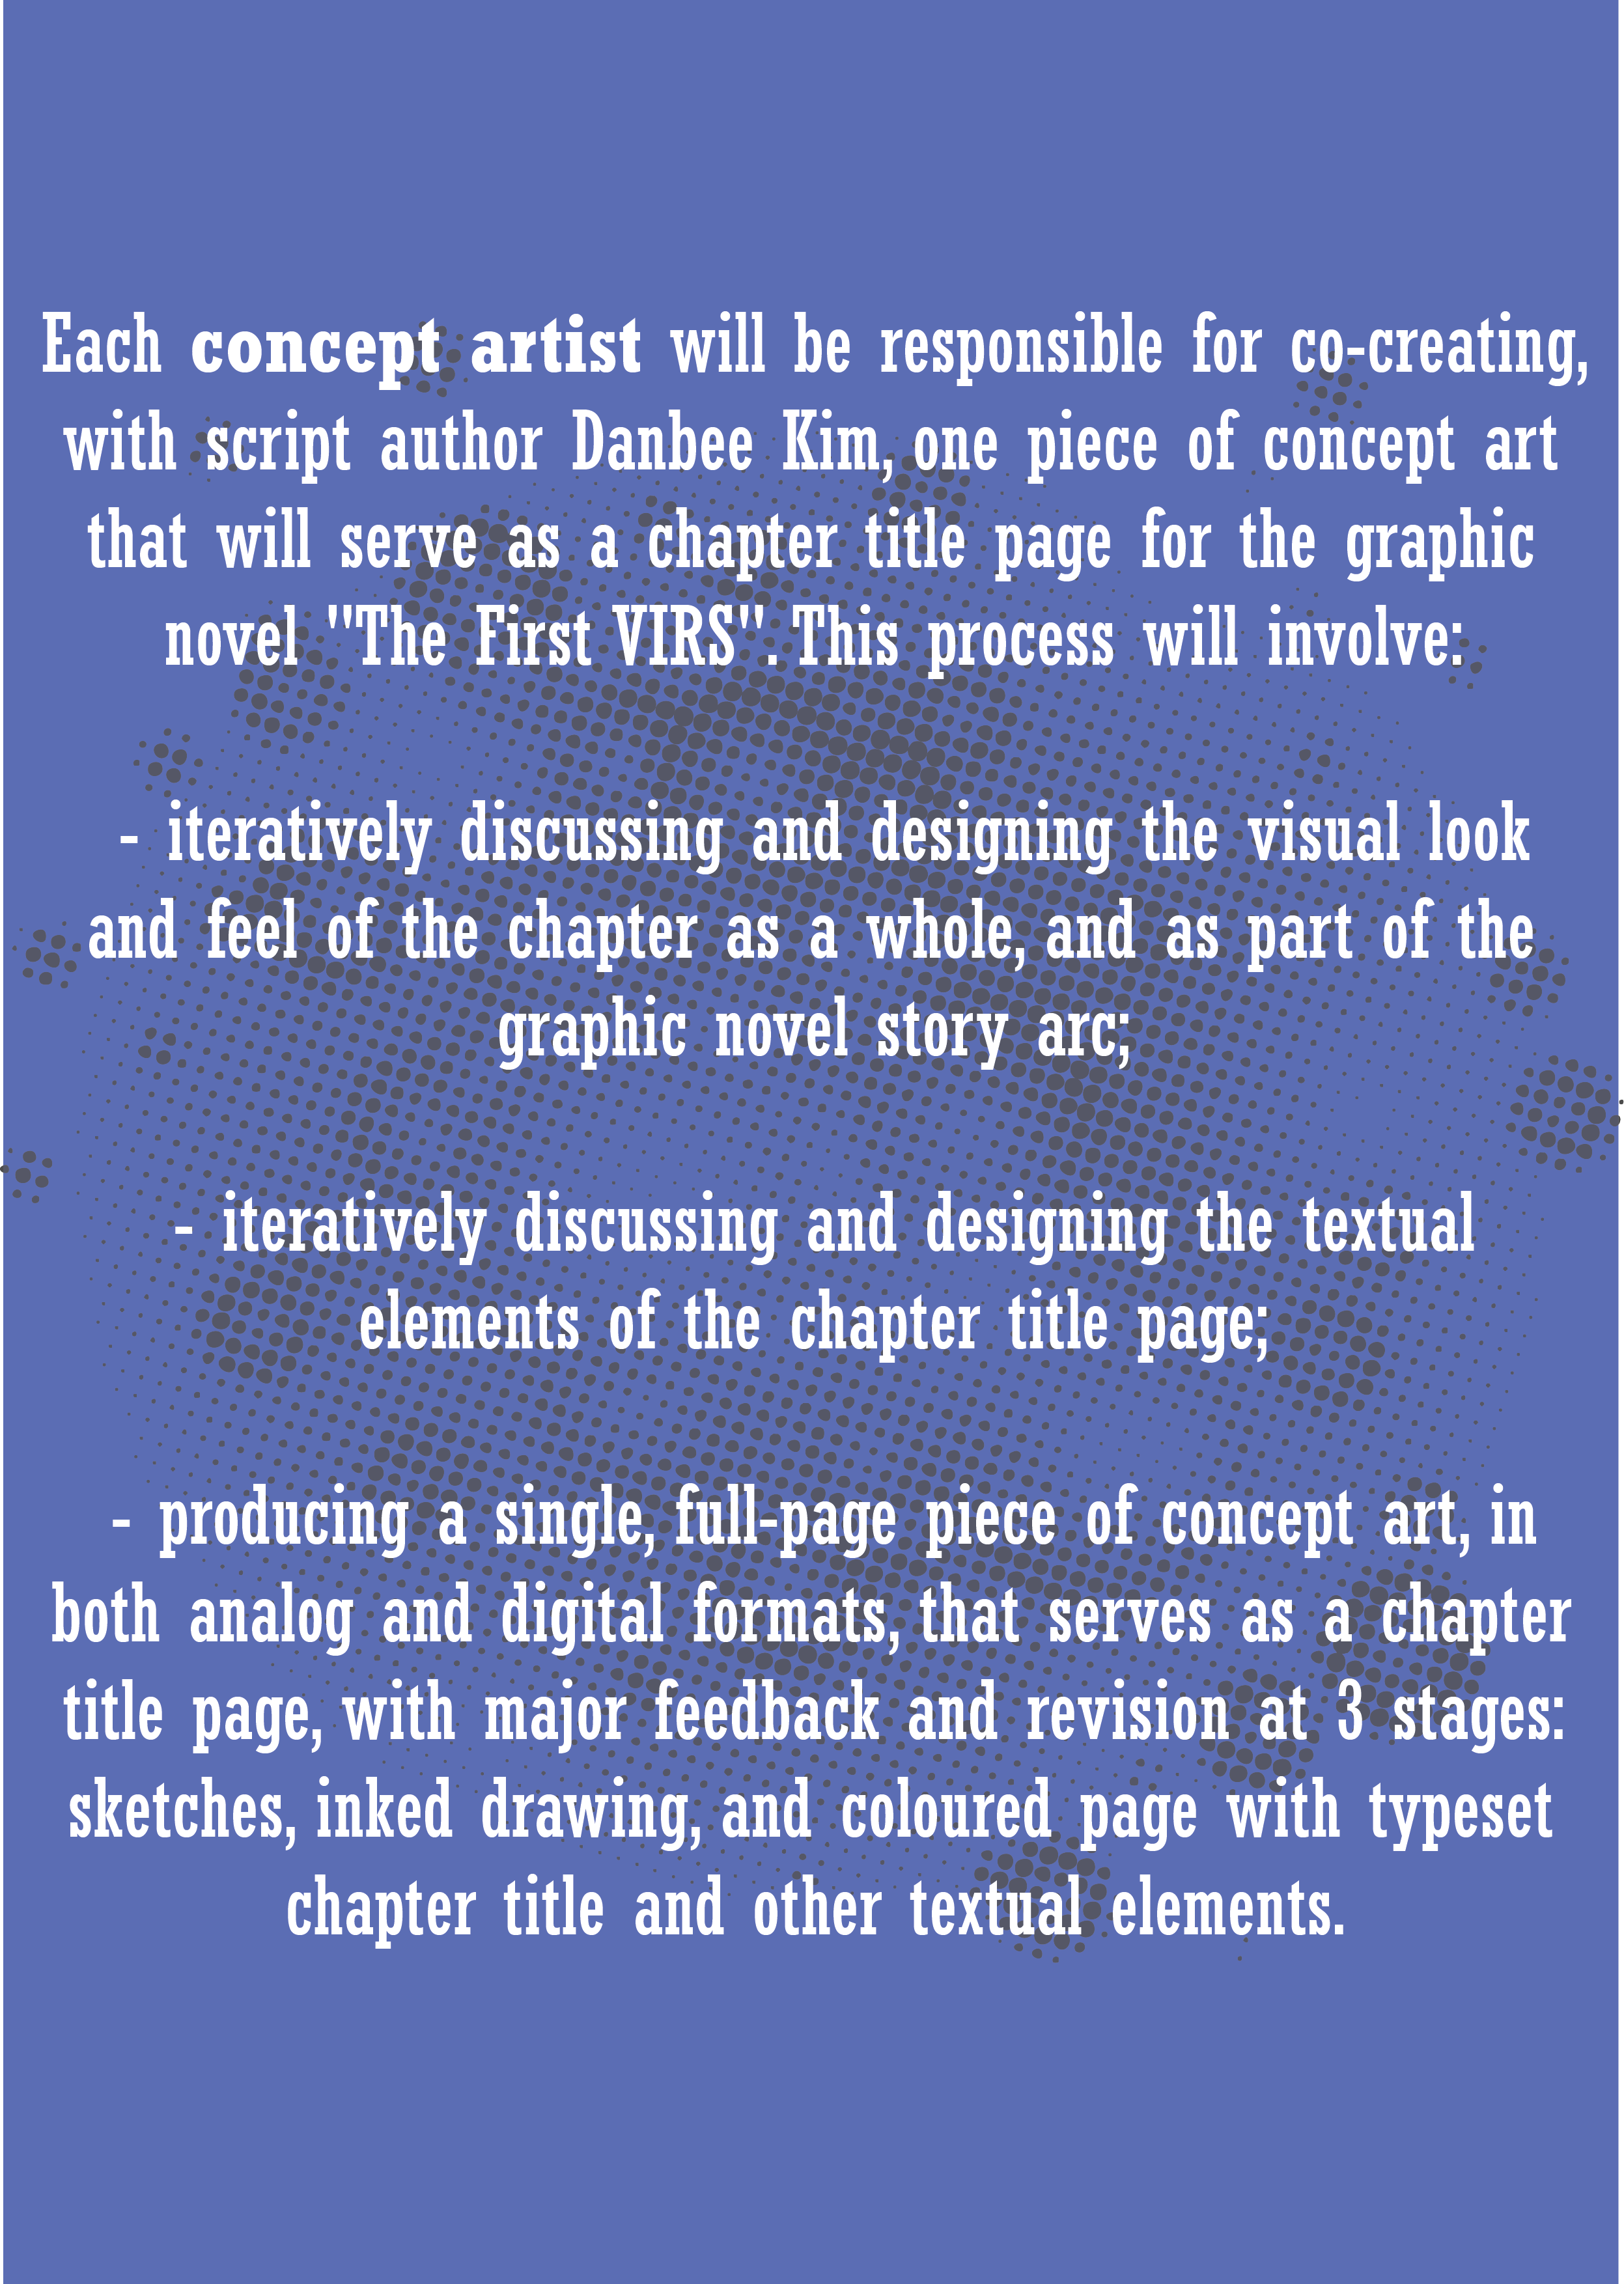 Each concept artist will be responsible for co-creating,
with script author Danbee Kim, one piece of concept art
that will serve as a chapter title page for the graphic
novel "The First VIRS". This process will involve:
- iteratively discussing and designing the visual look
and feel of the chapter as a whole, and as part of the
graphic novel story arc;
- iteratively discussing and designing the textual
elements of the chapter title page;
- producing a single, full-page piece of concept art, in
both analog and digital formats, that serves as a chapter
title page, with major feedback and revision at 3 stages:
sketches, inked drawing, and coloured page with typeset
chapter title and other textual elements.